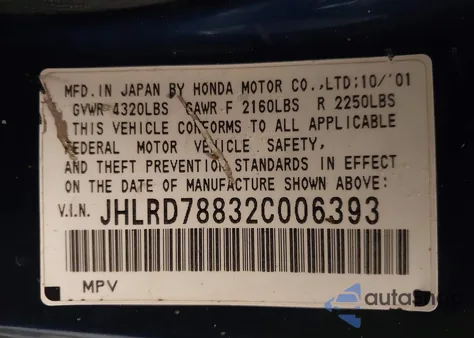 MFD. IN JAPAN BY HONDA MOTOR CO., LTD; 10/'01
GVWR 4320LBS GAWR F 2160LBS R 2250LBS
THIS VEHICLE CONFORMS TO ALL APPLICABLE
FEDERAL MOTOR VEHICLE SAFETY,
AND THEFT PREVENTION STANDARDS IN EFFECT
ON THE DATE OF MANUFACTURE SHOWN ABOVE:
V.I.N. JHLRD78832C006393
MPV